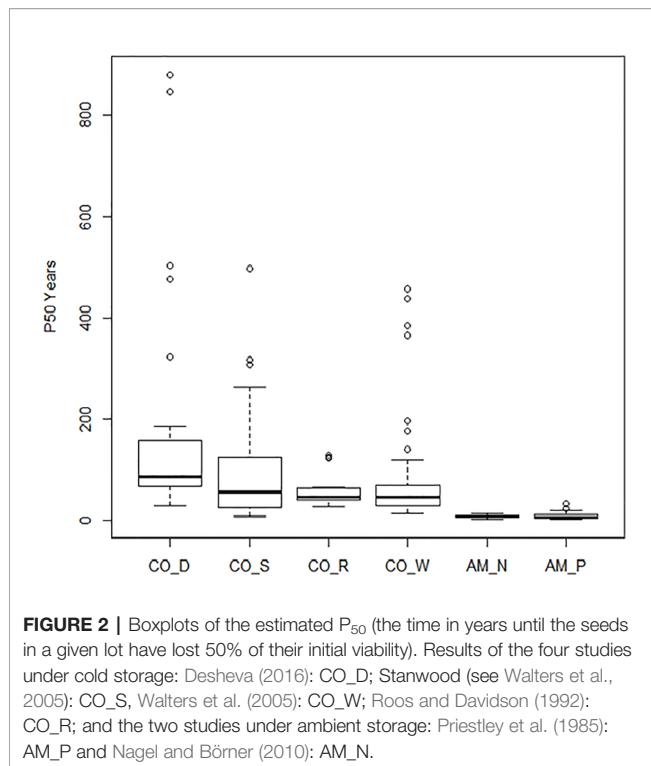 800
600
400
200
0
P50 Years
CO_D CO_S CO_R CO_W AM_N AM_P
FIGURE 2 | Boxplots of the estimated P50 (the time in years until the seeds
in a given lot have lost 50% of their initial viability). Results of the four studies
under cold storage: Desheva (2016): CO_D; Stanwood (see Walters et al.,
2005): CO_S, Walters et al. (2005): CO_W; Roos and Davidson (1992):
CO_R; and the two studies under ambient storage: Priestley et al. (1985):
AM_P and Nagel and Börner (2010): AM_N.